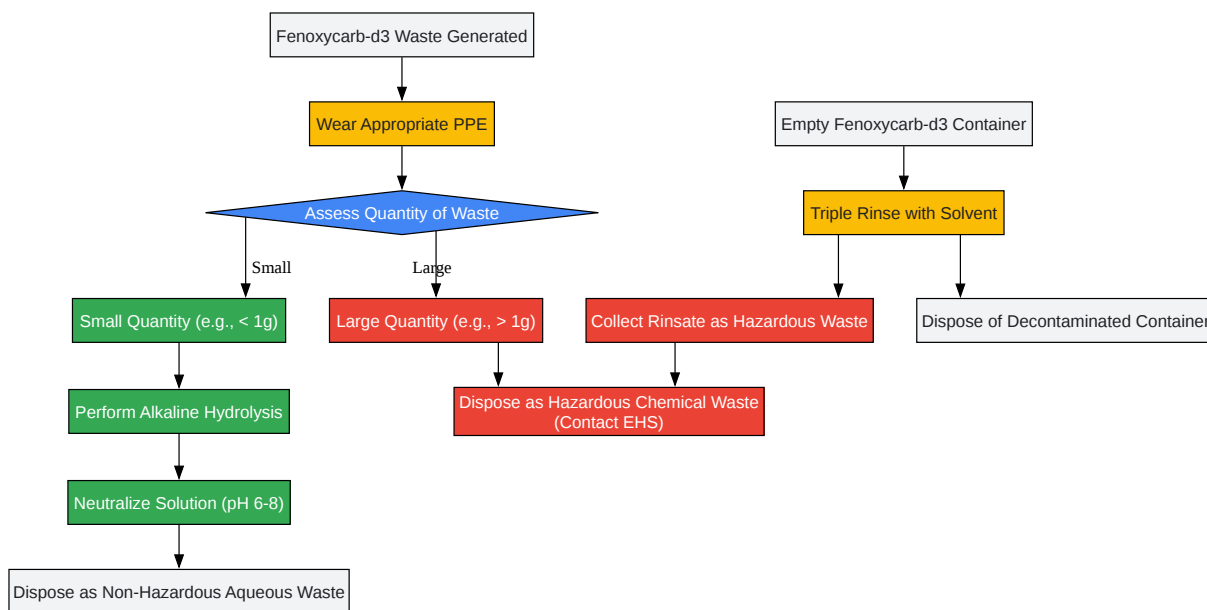 Fenoxycarb-d3 Waste Generated
Wear Appropriate PPE
Empty Fenoxycarb-d3 Container
Assess Quantity of Waste
Triple Rinse with Solvent
Small
Large
Small Quantity (e.g., < 1g)
Large Quantity (e.g., > 1g)
Collect Rinsate as Hazardous Waste
Dispose of Decontaminated Container
Perform Alkaline Hydrolysis
Dispose as Hazardous Chemical Waste
(Contact EHS)
Neutralize Solution (pH 6-8)
Dispose as Non-Hazardous Aqueous Waste